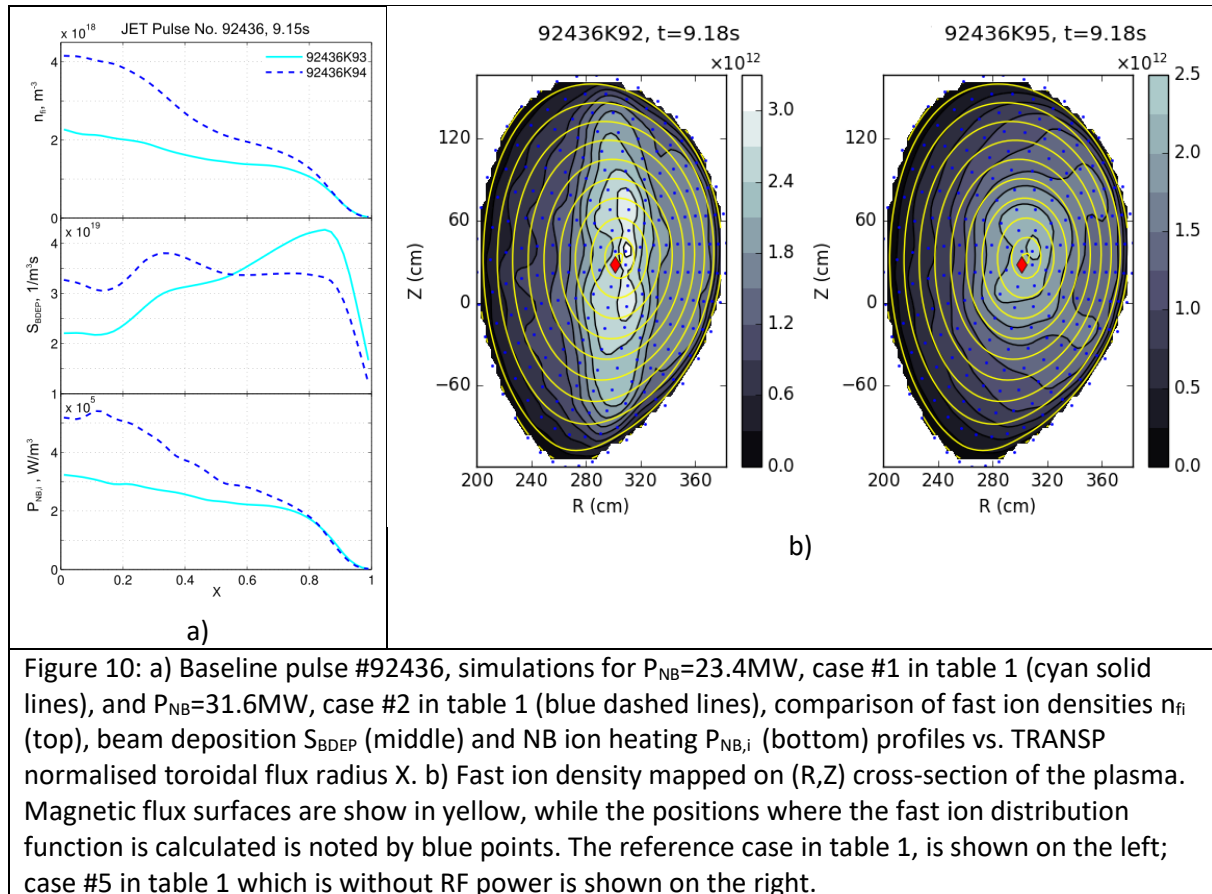 JET Pulse No. 92436, 9.15s
x 10^18
92436K93
92436K94
4
2
0
n_fi, m^-3
x 10^19
4
3
2
1
S_BDEP, 1/m^3s
x 10^5
4
2
0
P_NB,i , W/m^3
0 0.2 0.4 0.6 0.8 1
X
a)
92436K92, t=9.18s
×10^12
120
60
0
−60
Z (cm)
200 240 280 320 360
R (cm)
3.0
2.4
1.8
1.2
0.6
0.0
92436K95, t=9.18s
×10^12
120
60
0
−60
Z (cm)
200 240 280 320 360
R (cm)
2.5
2.0
1.5
1.0
0.5
0.0
b)
Figure 10: a) Baseline pulse #92436, simulations for P_NB=23.4MW, case #1 in table 1 (cyan solid
lines), and P_NB=31.6MW, case #2 in table 1 (blue dashed lines), comparison of fast ion densities n_fi
(top), beam deposition S_BDEP (middle) and NB ion heating P_NB,i (bottom) profiles vs. TRANSP
normalised toroidal flux radius X. b) Fast ion density mapped on (R,Z) cross-section of the plasma.
Magnetic flux surfaces are show in yellow, while the positions where the fast ion distribution
function is calculated is noted by blue points. The reference case in table 1, is shown on the left;
case #5 in table 1 which is without RF power is shown on the right.